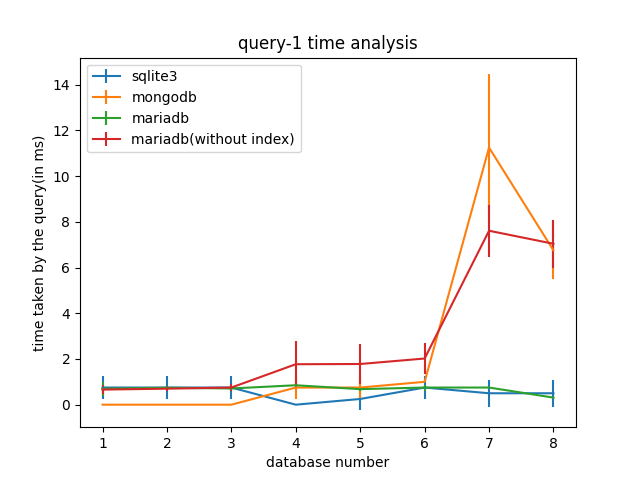 query-1 time analysis
sqlite3
mongodb
mariadb
mariadb(without index)
time taken by the query(in ms)
14
12
10
8
6
4
2
0
1 2 3 4 5 6 7 8
database number